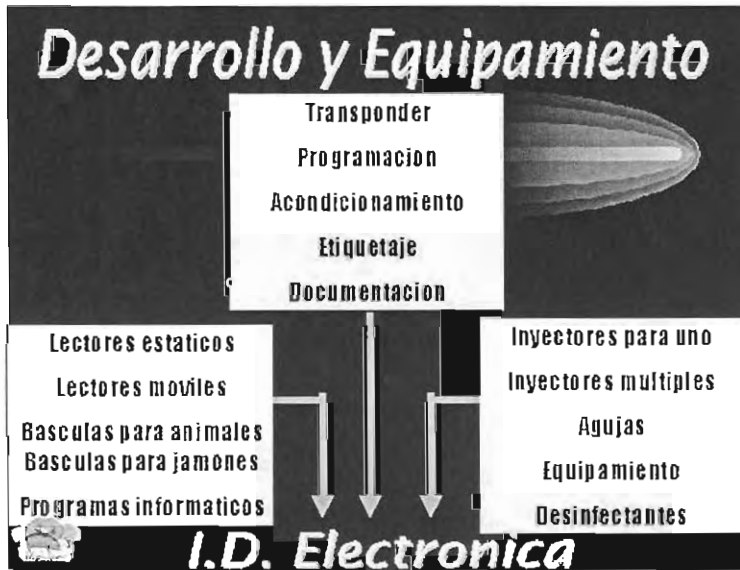 Desarrollo y Equipamiento
Transponder
Programacion
Acondicionamiento
Etiquetaje
Documentacion
Lectores estaticos
Lectores moviles
Basculas para animales
Basculas para jamones
Programas informaticos
Inyectores para uno
Inyectores multiples
Agujas
Equipamiento
Desinfectantes
I.D. Electronica